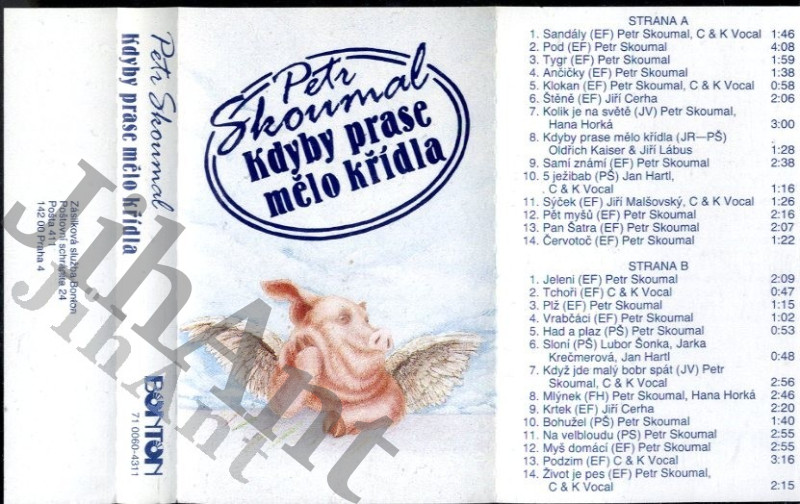 Zásilková služba Bonton
Poštovní schránka 24
Pošta 411
142 00 Praha 4
Petr Skoumal
Kdyby prase mělo křídla
BONTON
71 0060-4311
Petr
Skoumal
Kdyby prase
mělo křídla
STRANA A
1. Sandály (EF) Petr Skoumal, C & K Vocal 1:46
2. Pod (EF) Petr Skoumal 4:08
3. Tygr (EF) Petr Skoumal 1:59
4. Ančičky (EF) Petr Skoumal 1:38
5. Klokan (EF) Petr Skoumal, C & K Vocal 0:58
6. Štěně (EF) Jiří Cerha 2:06
7. Kolik je na světě (JV) Petr Skoumal,
Hana Horká 3:00
8. Kdyby prase mělo křídla (JR—PŠ)
Oldřich Kaiser & Jiří Lábus 1:28
9. Samí známí (EF) Petr Skoumal 2:38
10. 5 ježibab (PŠ) Jan Hartl,
C & K Vocal 1:16
11. Sýček (EF) Jiří Malšovský, C & K Vocal 1:26
12. Pět myšů (EF) Petr Skoumal 2:16
13. Pan Šatra (EF) Petr Skoumal 2:07
14. Červotoč (EF) Petr Skoumal 1:22
STRANA B
1. Jeleni (EF) Petr Skoumal 2:09
2. Tchoři (EF) C & K Vocal 0:47
3. Plž (EF) Petr Skoumal 1:15
4. Vrabčáci (EF) Petr Skoumal 1:02
5. Had a plaz (PŠ) Petr Skoumal 0:53
6. Sloni (PŠ) Lubor Šonka, Jarka
Krečmerová, Jan Hartl 0:48
7. Když jde malý bobr spát (JV) Petr
Skoumal, C & K Vocal 2:56
8. Mlýnek (FH) Petr Skoumal, Hana Horká 2:46
9. Krtek (EF) Jiří Cerha 2:20
10. Bohužel (PŠ) Petr Skoumal 1:40
11. Na velbloudu (PS) Petr Skoumal 2:55
12. Myš domácí (EF) Petr Skoumal 2:55
13. Podzim (EF) C & K Vocal 3:16
14. Život je pes (EF) Petr Skoumal,
C & K Vocal 2:15
JihAnt
JihAnt